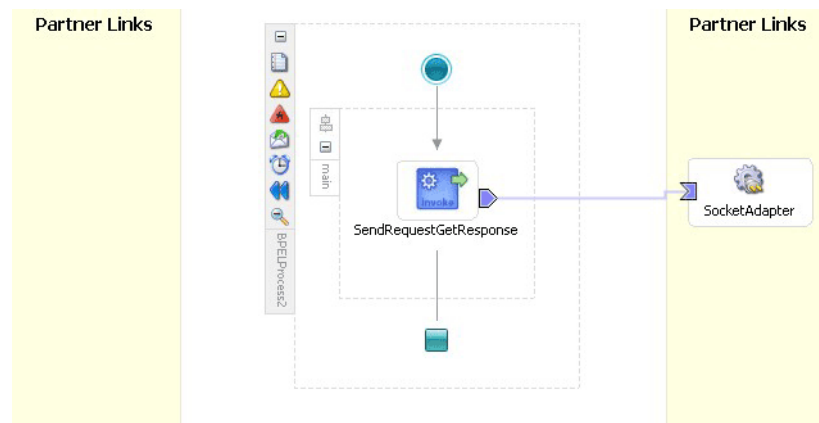 Partner Links
Partner Links
main
invoke
SendRequestGetResponse
SocketAdapter
BPELProcess2